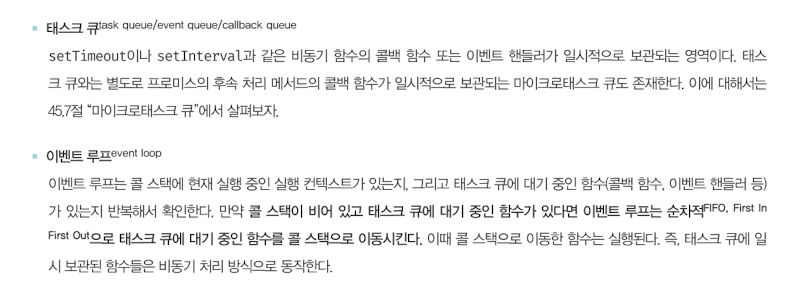 ▪ 태스크 큐task queue/event queue/callback queue
setTimeout이나 setInterval과 같은 비동기 함수의 콜백 함수 또는 이벤트 핸들러가 일시적으로 보관되는 영역이다. 태스
크 큐와는 별도로 프로미스의 후속 처리 메서드의 콜백 함수가 일시적으로 보관되는 마이크로태스크 큐도 존재한다. 이에 대해서는
45.7절 “마이크로태스크 큐”에서 살펴보자.
▪ 이벤트 루프event loop
이벤트 루프는 콜 스택에 현재 실행 중인 실행 컨텍스트가 있는지, 그리고 태스크 큐에 대기 중인 함수(콜백 함수, 이벤트 핸들러 등)
가 있는지 반복해서 확인한다. 만약 콜 스택이 비어 있고 태스크 큐에 대기 중인 함수가 있다면 이벤트 루프는 순차적FIFO, First In
First Out으로 태스크 큐에 대기 중인 함수를 콜 스택으로 이동시킨다. 이때 콜 스택으로 이동한 함수는 실행된다. 즉, 태스크 큐에 일
시 보관된 함수들은 비동기 처리 방식으로 동작한다.